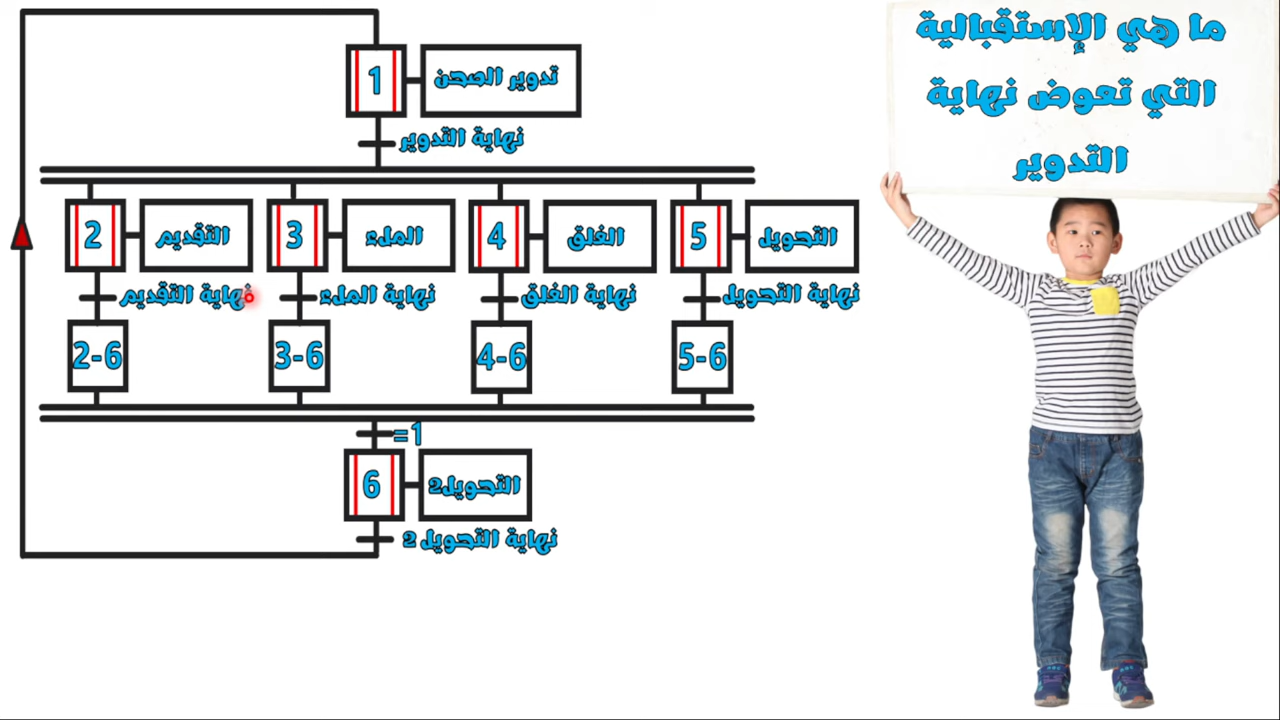 ما هي الإستقبالية
التي تعوض نهاية
التدوير
1 تدوير الصحن
نهاية التدوير
2 التقديم 3 الملء 4 الغلق 5 التحويل
نهاية التقديم نهاية الملء نهاية الغلق نهاية التحويل
2-6 3-6 4-6 5-6
=1
6 التحويل2
نهاية التحويل 2